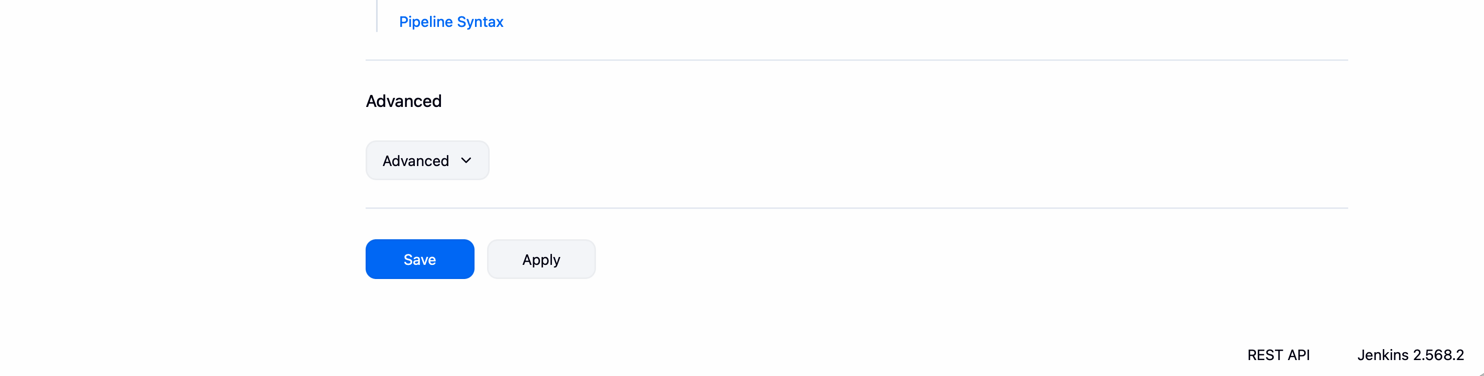 Pipeline Syntax
Advanced
Advanced
Save Apply
REST API Jenkins 2.568.2